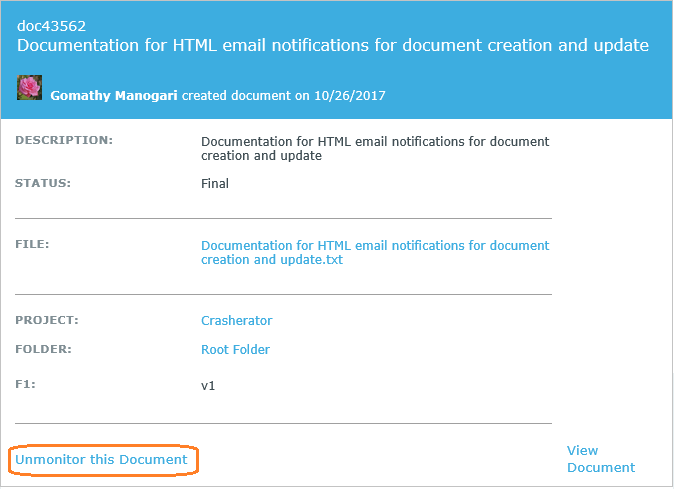 doc43562
Documentation for HTML email notifications for document creation and update
Gomathy Manogari created document on 10/26/2017
DESCRIPTION: Documentation for HTML email notifications for document
creation and update
STATUS: Final
FILE: Documentation for HTML email notifications for document
creation and update.txt
PROJECT: Crasherator
FOLDER: Root Folder
F1: v1
Unmonitor this Document
View
Document